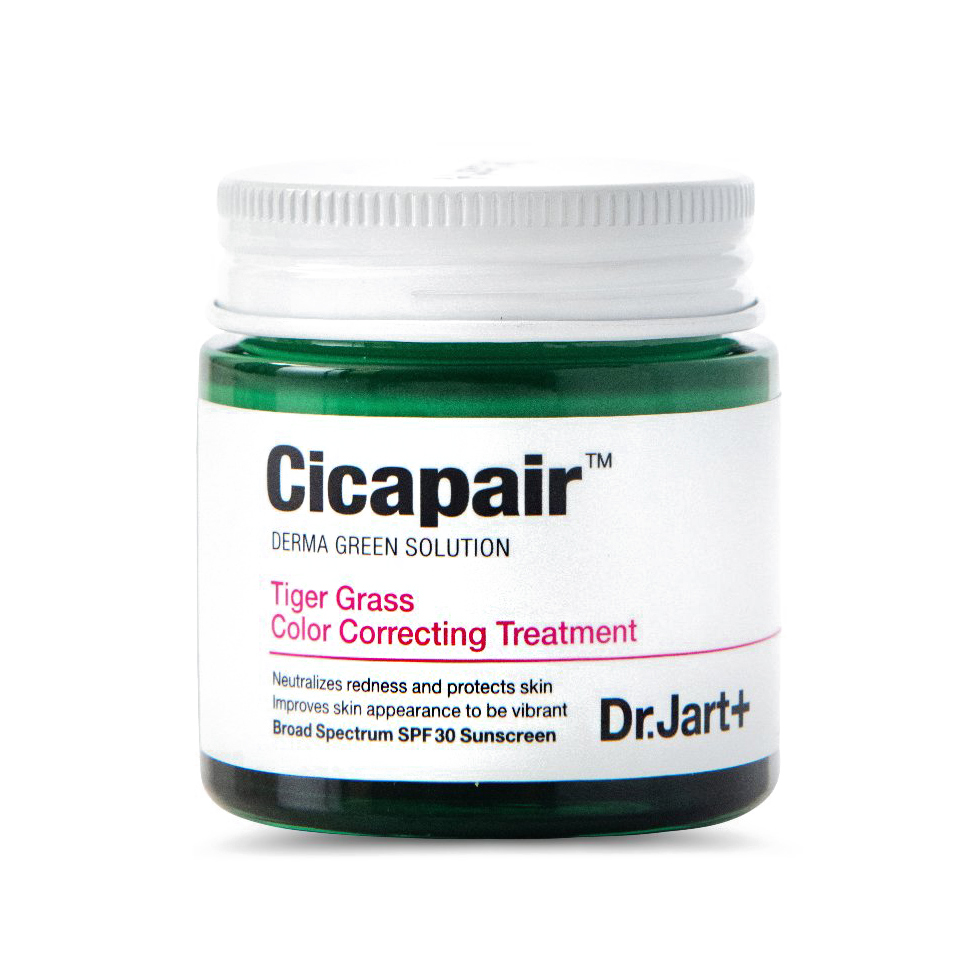 Cicapair™
DERMA GREEN SOLUTION
Tiger Grass
Color Correcting Treatment
Neutralizes redness and protects skin
Improves skin appearance to be vibrant
Broad Spectrum SPF 30 Sunscreen
Dr.Jart+